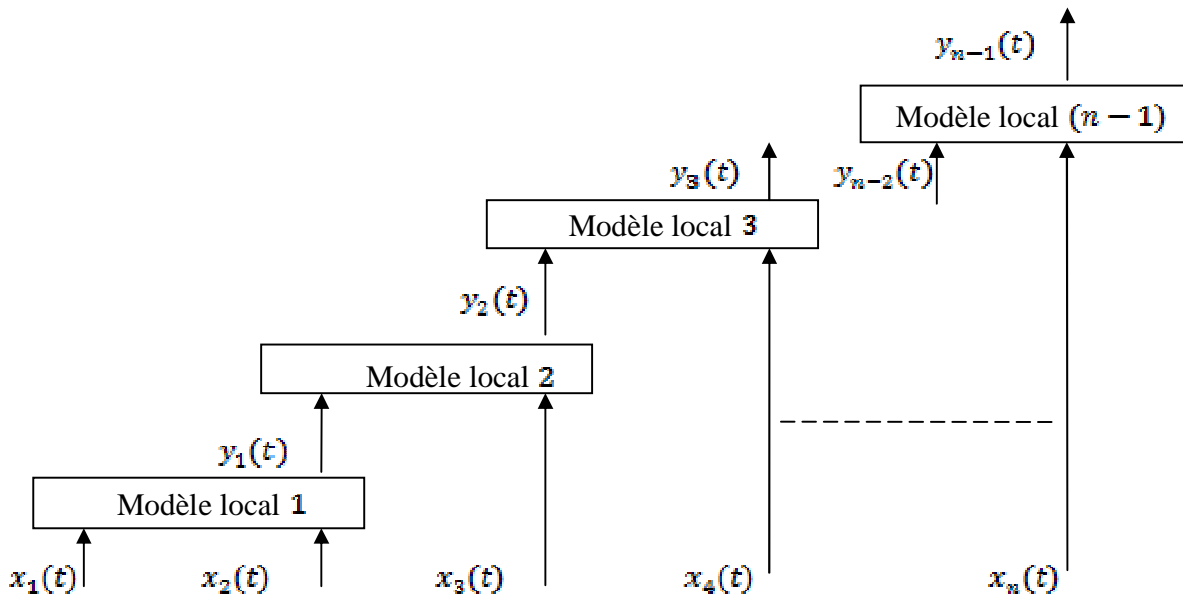 yₙ₋₁(t)
Modèle local (n − 1)
y₃(t)
yₙ₋₂(t)
Modèle local 3
y₂(t)
Modèle local 2
y₁(t)
Modèle local 1
x₁(t) x₂(t) x₃(t) x₄(t) xₙ(t)